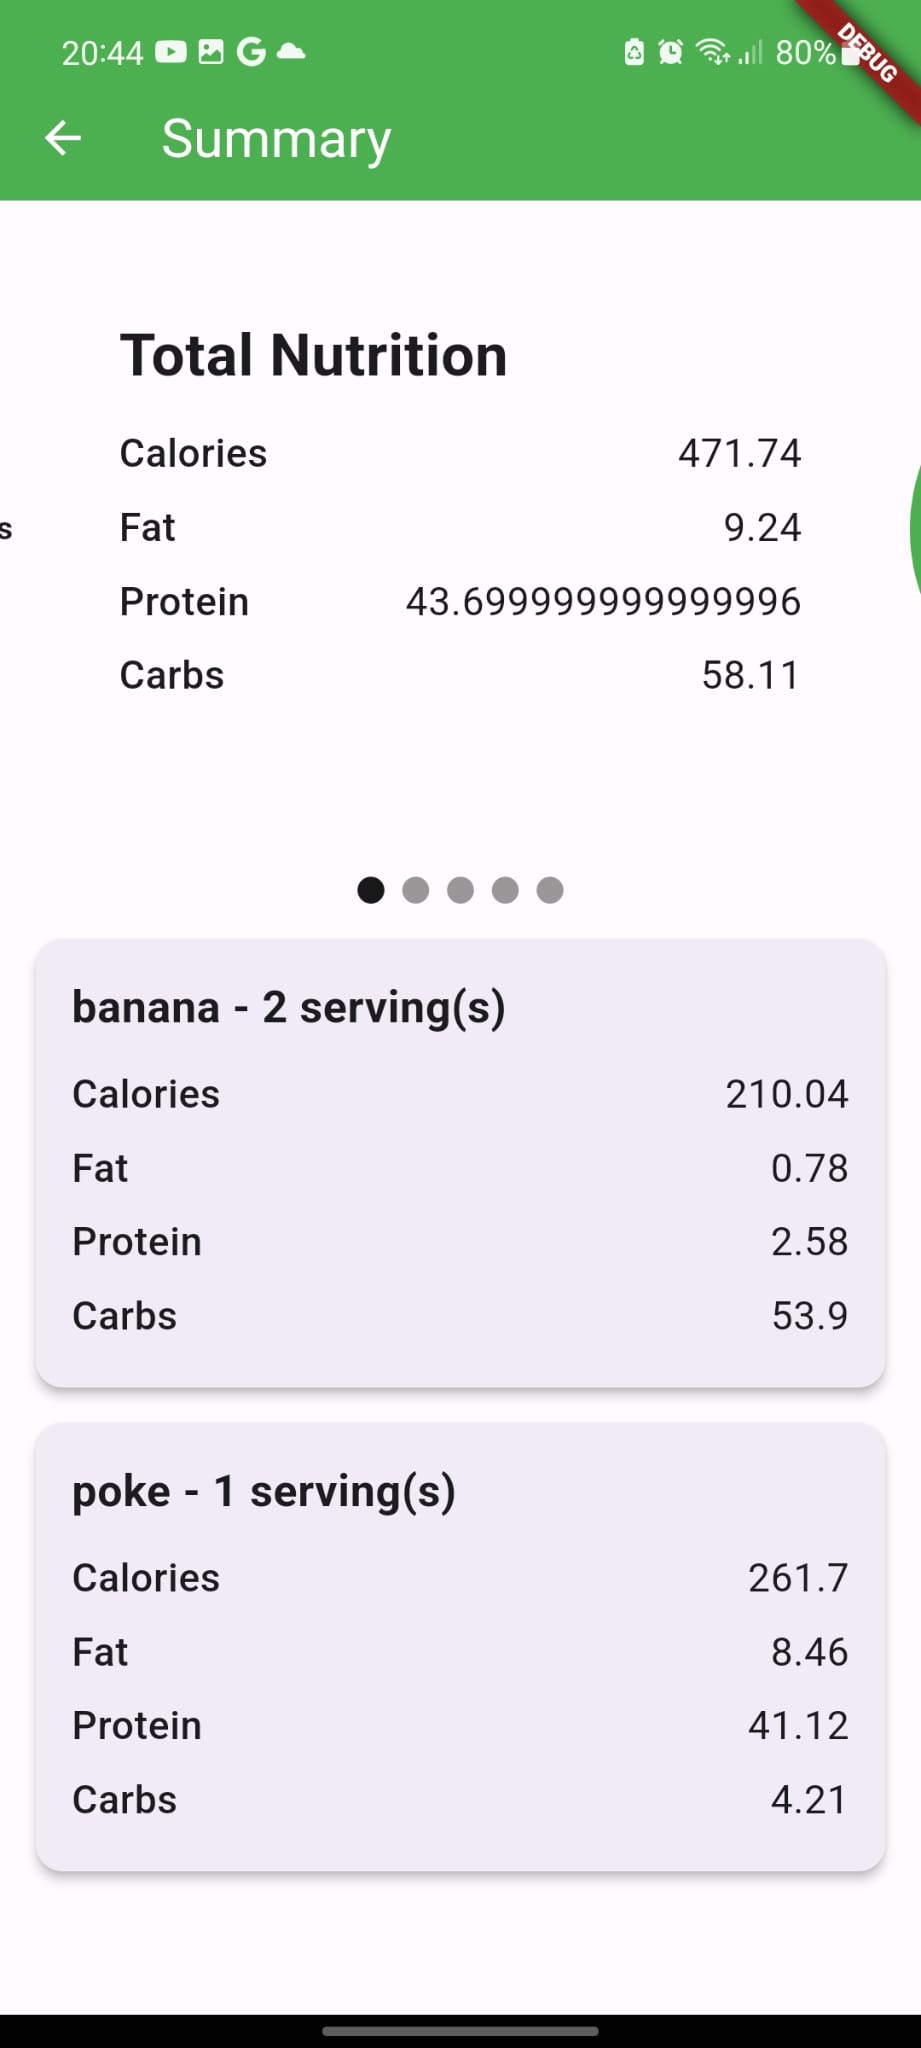 20:44
80%
DEBUG
Summary
Total Nutrition
Calories 471.74
s
Fat 9.24
Protein 43.699999999999996
Carbs 58.11
banana - 2 serving(s)
Calories 210.04
Fat 0.78
Protein 2.58
Carbs 53.9
poke - 1 serving(s)
Calories 261.7
Fat 8.46
Protein 41.12
Carbs 4.21